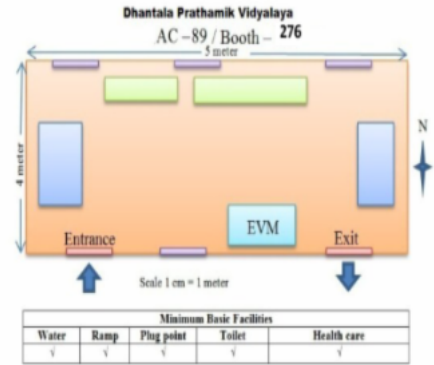 Dhantala Prathamik Vidyalaya
AC – 89 / Booth – 276
5 meter
4 meter
N
EVM
Entrance
Exit
Scale 1 cm = 1 meter
Minimum Basic Facilities
Water Ramp Plug point Toilet Health care
√ √ √ √ √